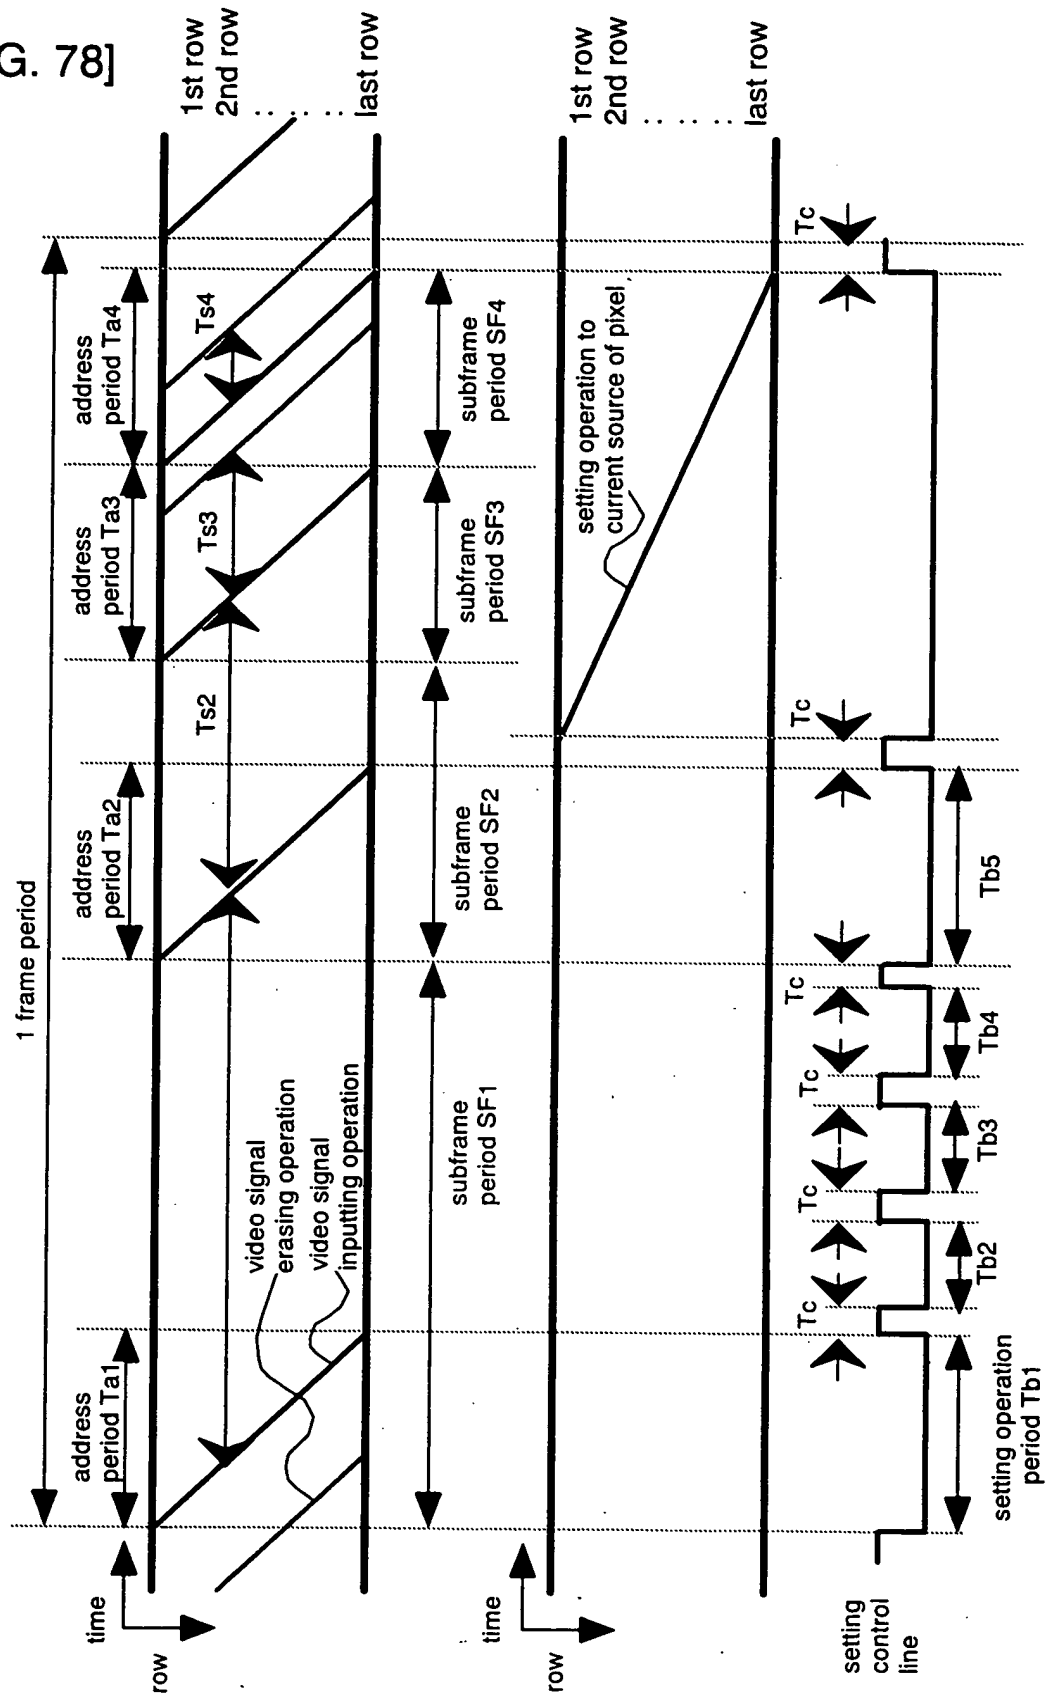 G. 78]
1 frame period
address
period Ta1
address
period Ta2
address
period Ta3
address
period Ta4
time
row
video signal
erasing operation
video signal
inputting operation
Ts2
Ts3
Ts4
1st row
2nd row
last row
subframe
period SF1
subframe
period SF2
subframe
period SF3
subframe
period SF4
time
row
setting operation to
current source of pixel
1st row
2nd row
last row
setting
control
line
Tc
Tc
Tc
Tc
Tc
Tc
setting operation
period Tb1
Tb2
Tb3
Tb4
Tb5